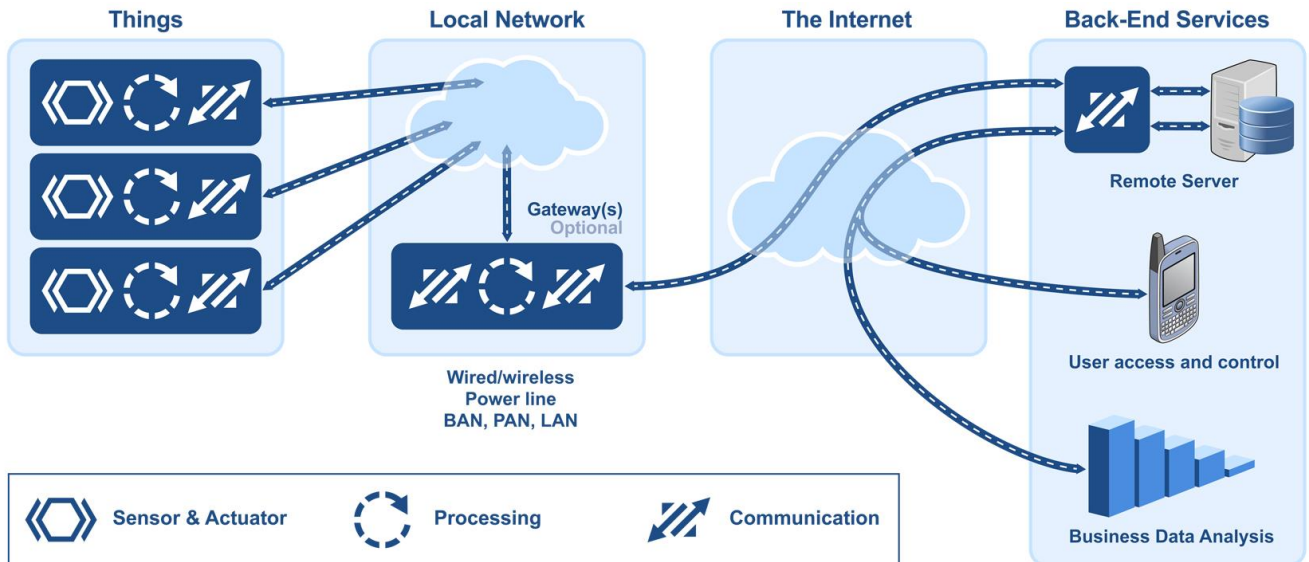 Things
Local Network
The Internet
Back-End Services
Gateway(s)
Optional
Remote Server
User access and control
Wired/wireless
Power line
BAN, PAN, LAN
Business Data Analysis
Sensor & Actuator
Processing
Communication